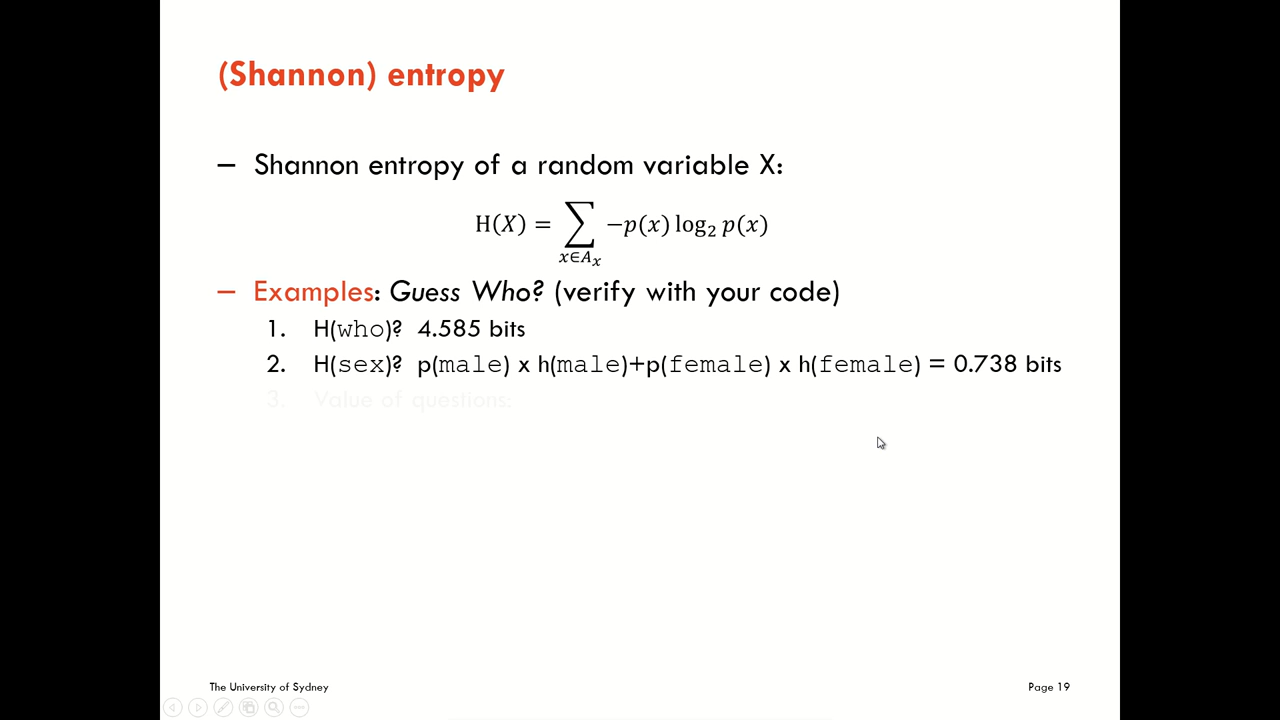 (Shannon) entropy
– Shannon entropy of a random variable X:
H(X) = ∑ −p(x) log₂ p(x)
x∈Aₓ
– Examples: Guess Who? (verify with your code)
1. H(who)? 4.585 bits
2. H(sex)? p(male) x h(male)+p(female) x h(female) = 0.738 bits
3. Value of questions:
The University of Sydney
Page 19